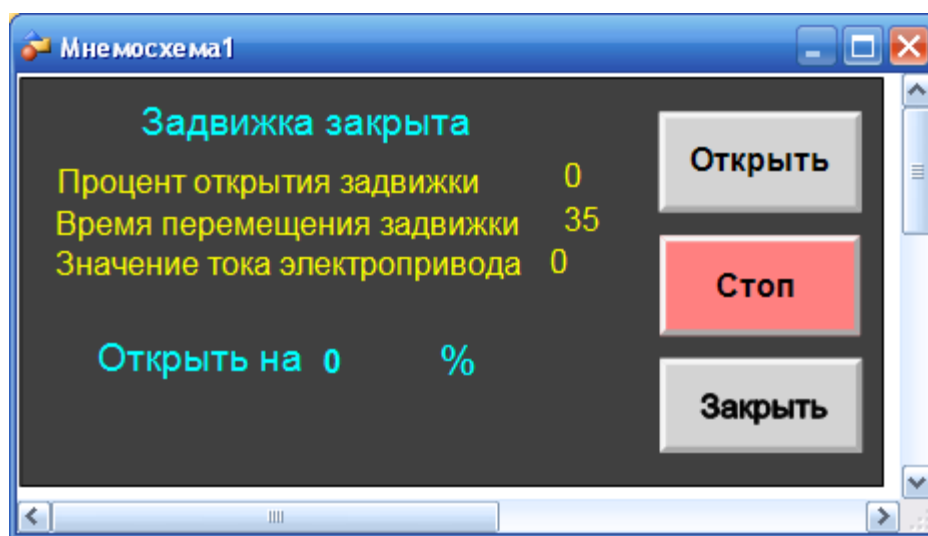 Мнемосхема1
Задвижка закрыта
Процент открытия задвижки 0
Время перемещения задвижки 35
Значение тока электропривода 0
Открыть на 0 %
Открыть
Стоп
Закрыть